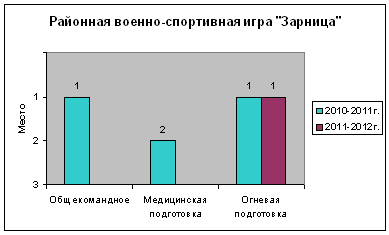 Районная военно-спортивная игра "Зарница"
Место
1
2
3
1
2
1
1
Общекомандное
Медицинская
подготовка
Огневая
подготовка
2010-2011г.
2011-2012г.